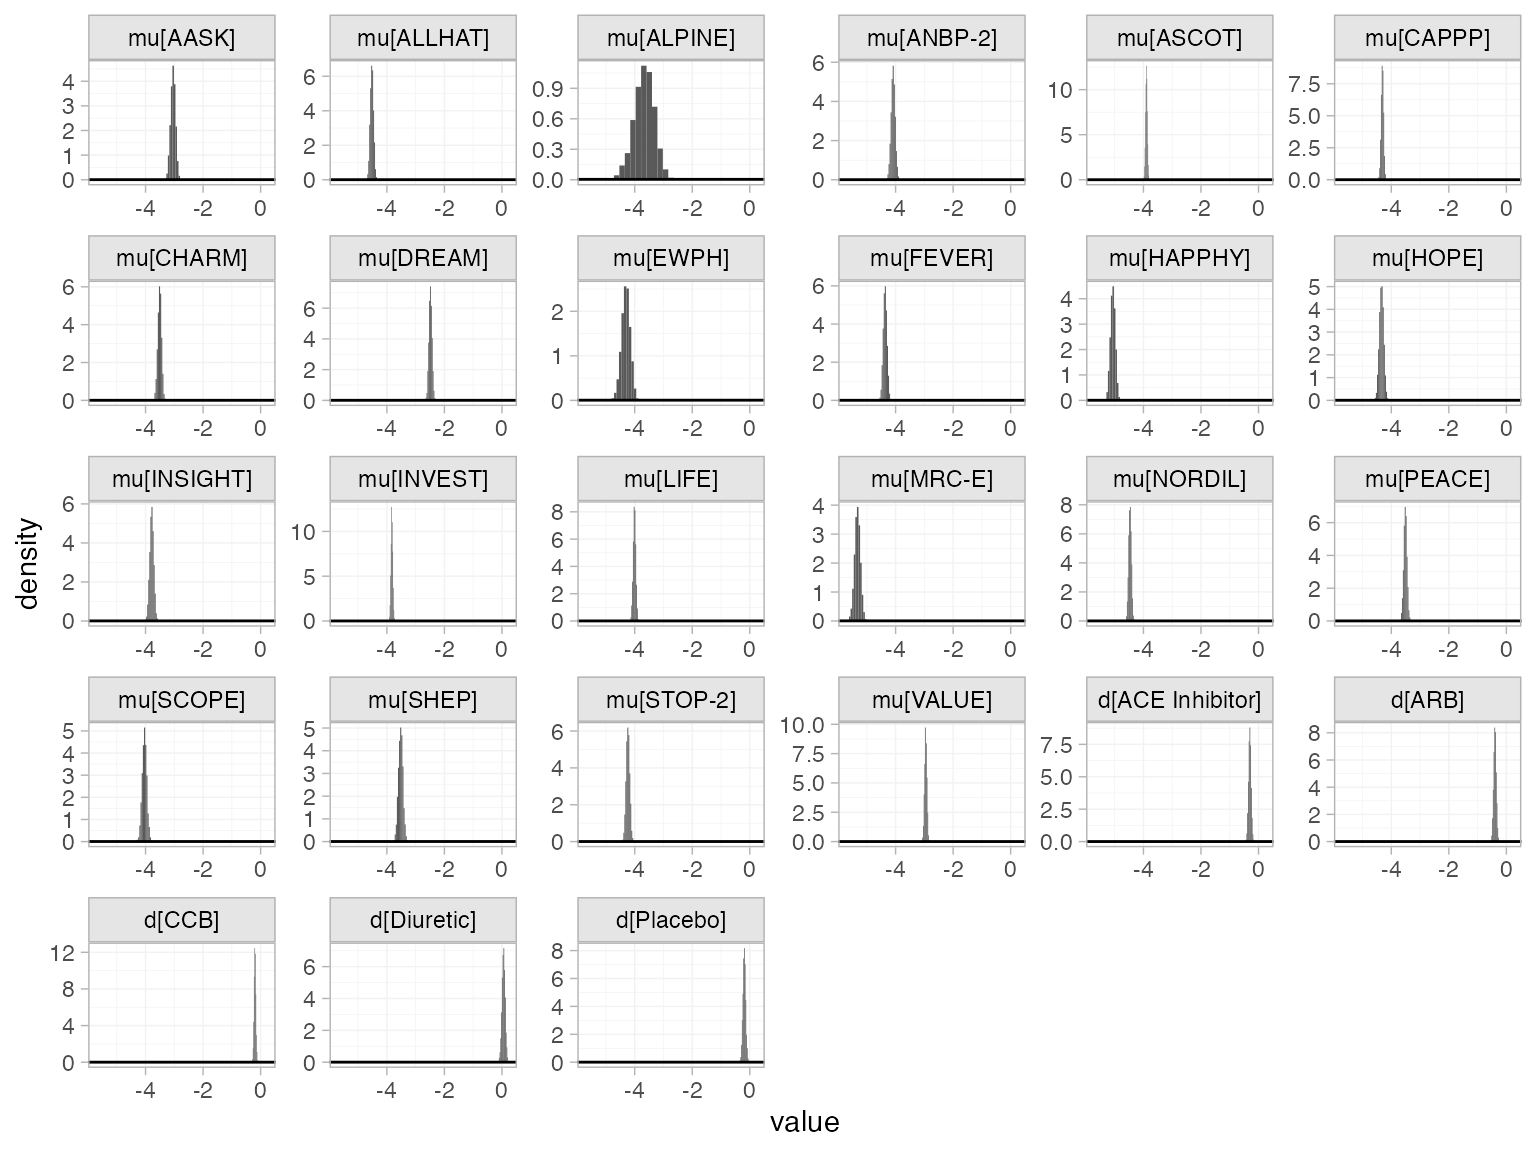 mu[AASK] mu[ALLHAT] mu[ALPINE] mu[ANBP-2] mu[ASCOT] mu[CAPPP]
4 3 2 1 0 6 4 2 0 0.9 0.6 0.3 0.0 6 4 2 0 10 5 0 7.5 5.0 2.5 0.0
-4 -2 0 -4 -2 0 -4 -2 0 -4 -2 0 -4 -2 0 -4 -2 0
mu[CHARM] mu[DREAM] mu[EWPH] mu[FEVER] mu[HAPPHY] mu[HOPE]
6 4 2 0 6 4 2 0 2 1 0 6 4 2 0 4 3 2 1 0 5 4 3 2 1 0
-4 -2 0 -4 -2 0 -4 -2 0 -4 -2 0 -4 -2 0 -4 -2 0
mu[INSIGHT] mu[INVEST] mu[LIFE] mu[MRC-E] mu[NORDIL] mu[PEACE]
6 4 2 0 10 5 0 8 6 4 2 0 4 3 2 1 0 8 6 4 2 0 6 4 2 0
-4 -2 0 -4 -2 0 -4 -2 0 -4 -2 0 -4 -2 0 -4 -2 0
density
mu[SCOPE] mu[SHEP] mu[STOP-2] mu[VALUE] d[ACE Inhibitor] d[ARB]
5 4 3 2 1 0 5 4 3 2 1 0 6 4 2 0 10.0 7.5 5.0 2.5 0.0 7.5 5.0 2.5 0.0 8 6 4 2 0
-4 -2 0 -4 -2 0 -4 -2 0 -4 -2 0 -4 -2 0 -4 -2 0
d[CCB] d[Diuretic] d[Placebo]
12 8 4 0 6 4 2 0 8 6 4 2 0
-4 -2 0 -4 -2 0 -4 -2 0
value